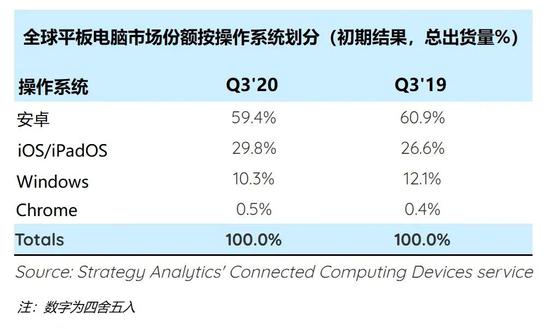 全球平板电脑市场份额按操作系统划分（初期结果，总出货量%）
操作系统 Q3'20 Q3'19
安卓 59.4% 60.9%
iOS/iPadOS 29.8% 26.6%
Windows 10.3% 12.1%
Chrome 0.5% 0.4%
Totals 100.0% 100.0%
Source: Strategy Analytics' Connected Computing Devices service
注：数字为四舍五入